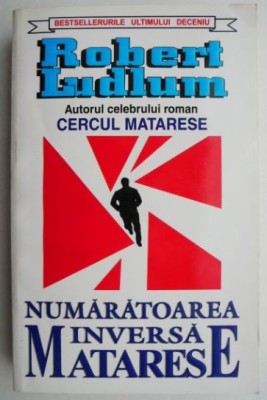 BESTSELLERURILE ULTIMULUI DECENIU
Robert
Ludlum
Autorul celebrului roman
CERCUL MATARESE
NUMĂRĂTOAREA
INVERSĂ
MATARESE